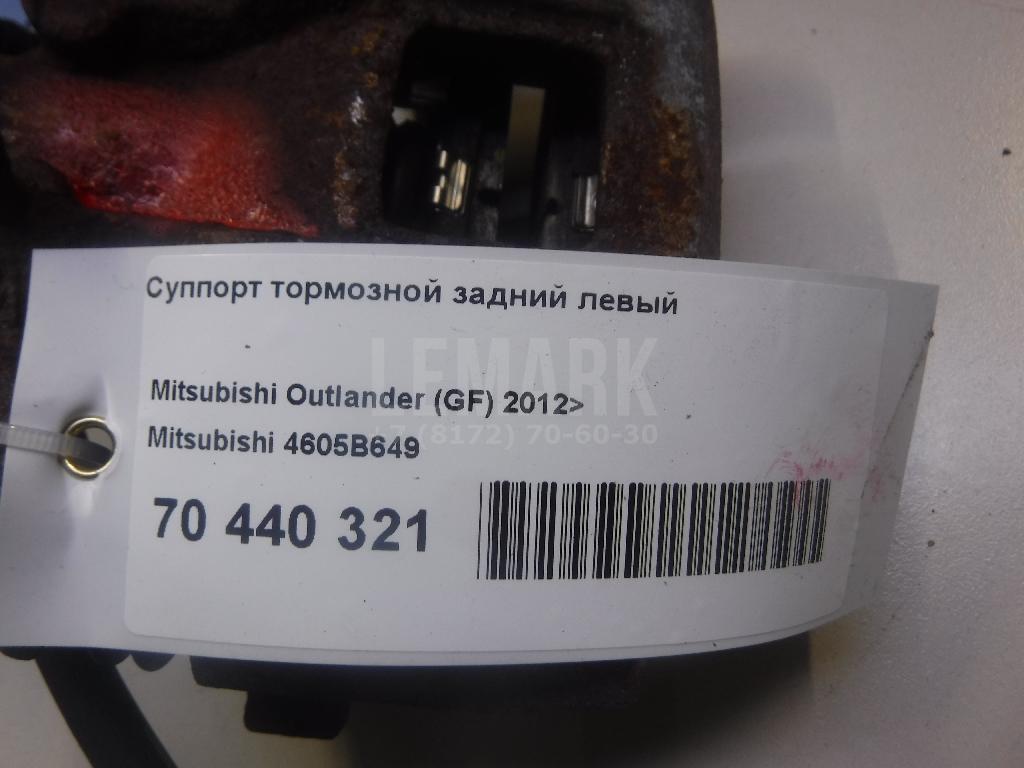 Суппорт тормозной задний левый
LEMARK
Mitsubishi Outlander (GF) 2012>
+7 (8172) 70-60-30
Mitsubishi 4605B649
70 440 321